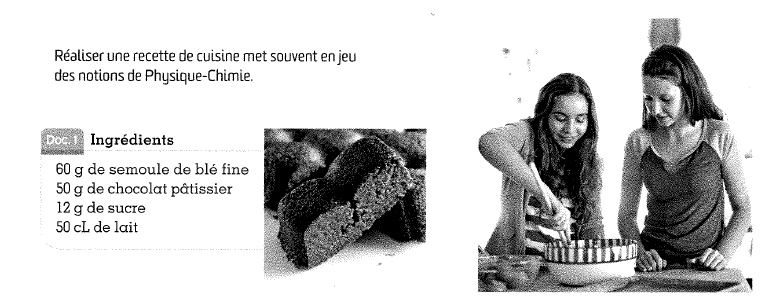 Réaliser une recette de cuisine met souvent en jeu
des notions de Physique-Chimie.
Doc. 1 Ingrédients
60 g de semoule de blé fine
50 g de chocolat pâtissier
12 g de sucre
50 cL de lait